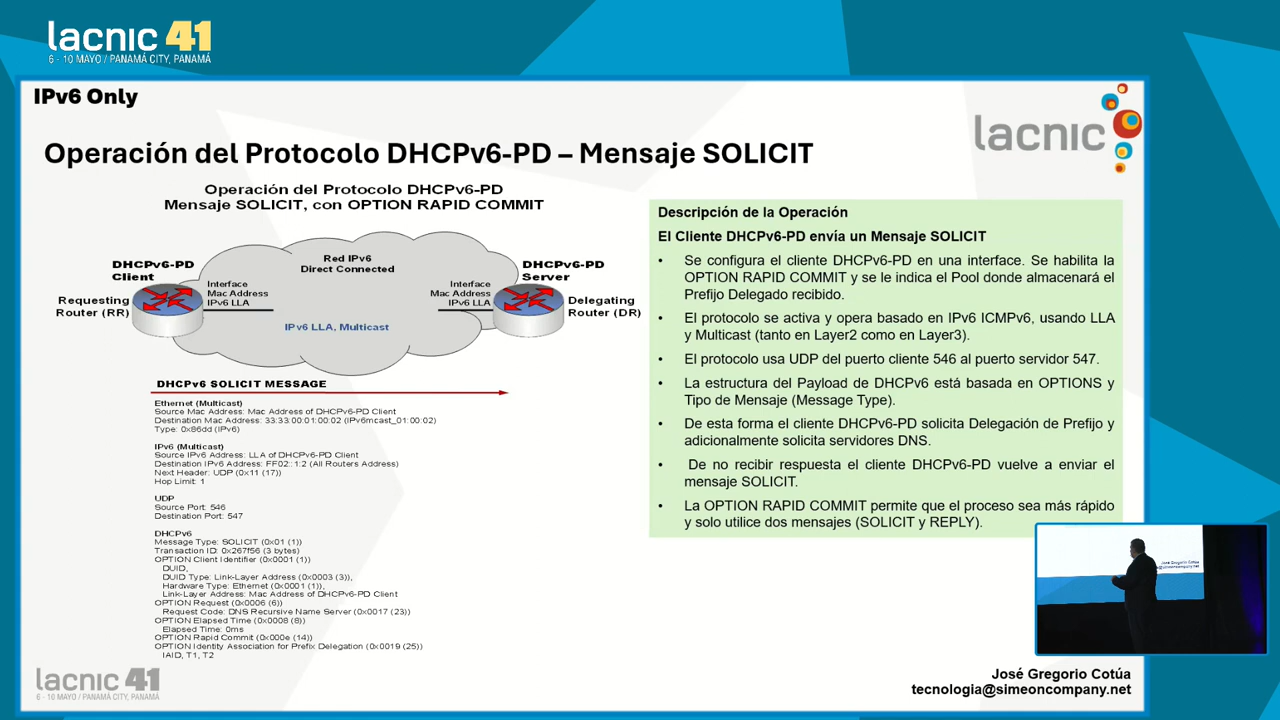 lacnic 41
6 - 10 MAYO / PANAMÁ CITY, PANAMÁ
IPv6 Only
lacnic
Operación del Protocolo DHCPv6-PD – Mensaje SOLICIT
Operación del Protocolo DHCPv6-PD
Mensaje SOLICIT, con OPTION RAPID COMMIT
DHCPv6-PD
Client
Red IPv6
Direct Connected
DHCPv6-PD
Server
Requesting
Router (RR)
Interface
Mac Address
IPv6 LLA
Interface
Mac Address
IPv6 LLA
Delegating
Router (DR)
IPv6 LLA, Multicast
DHCPv6 SOLICIT MESSAGE
Ethernet (Multicast)
Source Mac Address: Mac Address of DHCPv6-PD Client
Destination Mac Address: 33:33:00:01:00:02 (IPv6mcast_01:00:02)
Type: 0x86dd (IPv6)
IPv6 (Multicast)
Source IPv6 Address: LLA of DHCPv6-PD Client
Destination IPv6 Address: FF02::1:2 (All Routers Address)
Next Header: UDP (0x11 (17))
Hop Limit: 1
UDP
Source Port: 546
Destination Port: 547
DHCPv6
Message Type: SOLICIT (0x01 (1))
Transaction ID: 0x267f56 (3 bytes)
OPTION Client Identifier (0x0001 (1))
DUID,
DUID Type: Link-Layer Address (0x0003 (3)),
Hardware Type: Ethernet (0x0001 (1)),
Link-Layer Address: Mac Address of DHCPv6-PD Client
OPTION Request (0x0006 (6))
Request Code: DNS Recursive Name Server (0x0017 (23))
OPTION Elapsed Time (0x0008 (8))
Elapsed Time: 0ms
OPTION Rapid Commit (0x000e (14))
OPTION Identity Association for Prefix Delegation (0x0019 (25))
IAID, T1, T2
Descripción de la Operación
El Cliente DHCPv6-PD envía un Mensaje SOLICIT
• Se configura el cliente DHCPv6-PD en una interface. Se habilita la
OPTION RAPID COMMIT y se le indica el Pool donde almacenará el
Prefijo Delegado recibido.
• El protocolo se activa y opera basado en IPv6 ICMPv6, usando LLA
y Multicast (tanto en Layer2 como en Layer3).
• El protocolo usa UDP del puerto cliente 546 al puerto servidor 547.
• La estructura del Payload de DHCPv6 está basada en OPTIONS y
Tipo de Mensaje (Message Type).
• De esta forma el cliente DHCPv6-PD solicita Delegación de Prefijo y
adicionalmente solicita servidores DNS.
• De no recibir respuesta el cliente DHCPv6-PD vuelve a enviar el
mensaje SOLICIT.
• La OPTION RAPID COMMIT permite que el proceso sea más rápido
y solo utilice dos mensajes (SOLICIT y REPLY).
José Gregorio Cotúa
lacnic 41
6 - 10 MAYO / PANAMÁ CITY, PANAMÁ
José Gregorio Cotúa
tecnologia@simeoncompany.net